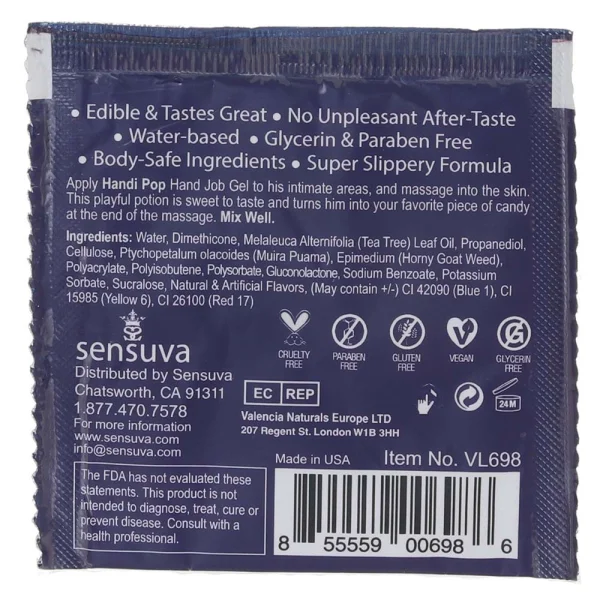 • Edible & Tastes Great • No Unpleasant After-Taste
• Water-based • Glycerin & Paraben Free
• Body-Safe Ingredients • Super Slippery Formula
Apply Handi Pop Hand Job Gel to his intimate areas, and massage into the skin.
This playful potion is sweet to taste and turns him into your favorite piece of candy
at the end of the massage. Mix Well.
Ingredients: Water, Dimethicone, Melaleuca Alternifolia (Tea Tree) Leaf Oil, Propanediol,
Cellulose, Ptychopetalum olacoides (Muira Puama), Epimedium (Horny Goat Weed),
Polyacrylate, Polyisobutene, Polysorbate, Gluconolactone, Sodium Benzoate, Potassium
Sorbate, Sucralose, Natural & Artificial Flavors, (May contain +/-) CI 42090 (Blue 1), CI
15985 (Yellow 6), CI 26100 (Red 17)
sensuva
Distributed by Sensuva
Chatsworth, CA 91311
1.877.470.7578
For more information
www.sensuva.com
info@sensuva.com
CRUELTY FREE
PARABEN FREE
GLUTEN FREE
VEGAN
GLYCERIN FREE
EC REP
24M
Valencia Naturals Europe LTD
207 Regent St. London W1B 3HH
Made in USA Item No. VL698
The FDA has not evaluated these
statements. This product is not
intended to diagnose, treat, cure or
prevent disease. Consult with a
health professional.
8 55559 00698 6